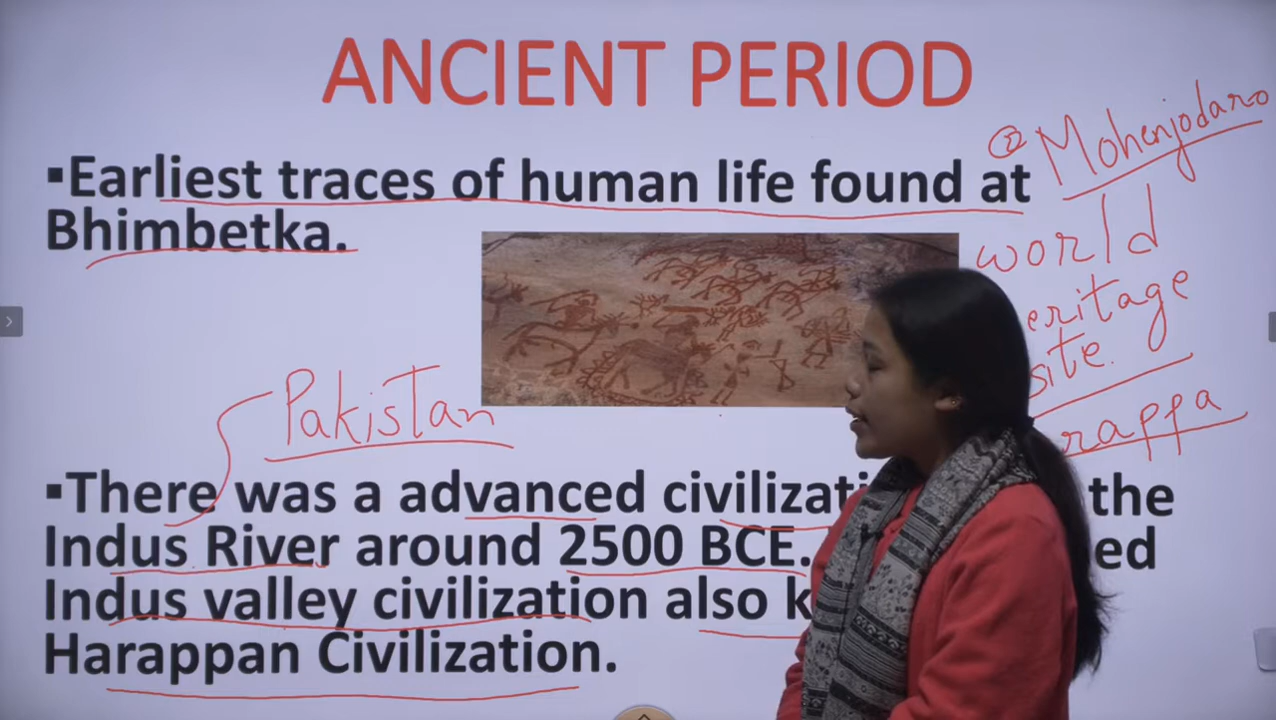 ANCIENT PERIOD
▪Earliest traces of human life found at
Bhimbetka.
② Mohenjodaro
world
eritage
site.
rappa
Pakistan
▪There was a advanced civilizati the
Indus River around 2500 BCE. ed
Indus valley civilization also k
Harappan Civilization.